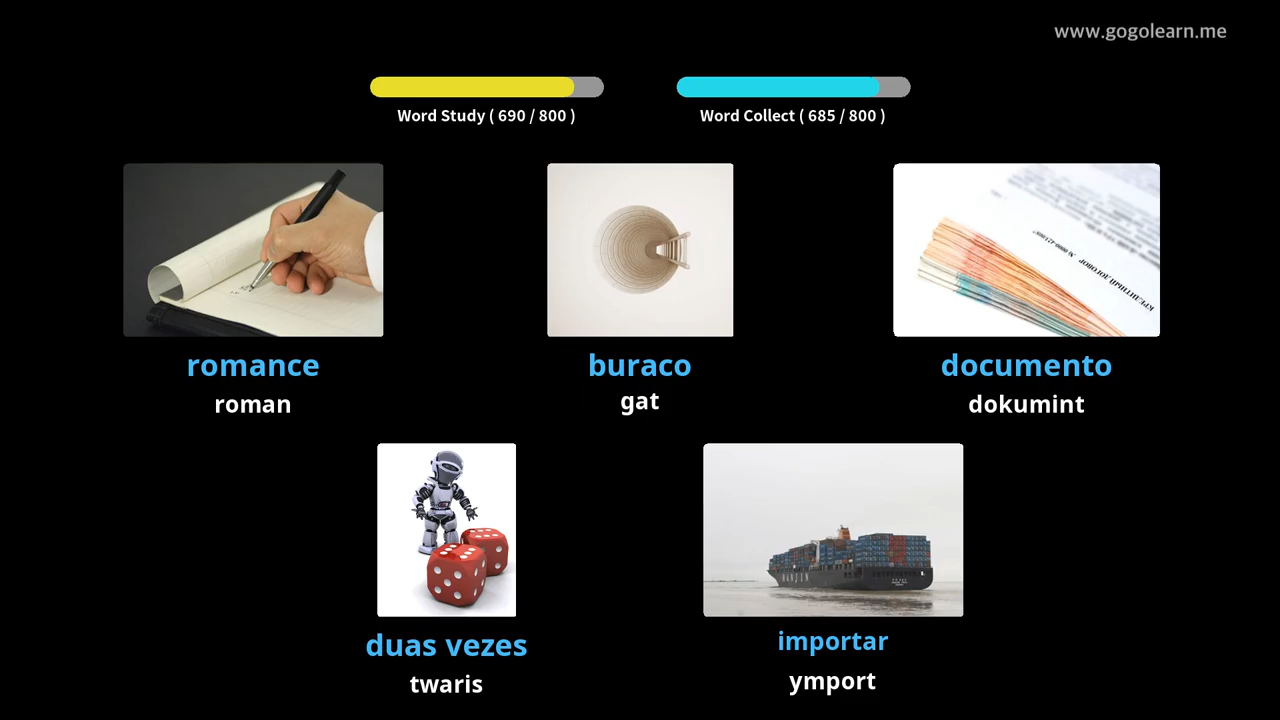 www.gogolearn.me
Word Study ( 690 / 800 )
Word Collect ( 685 / 800 )
romance
buraco
documento
roman
gat
dokumint
HANJIN
duas vezes
importar
twaris
ymport